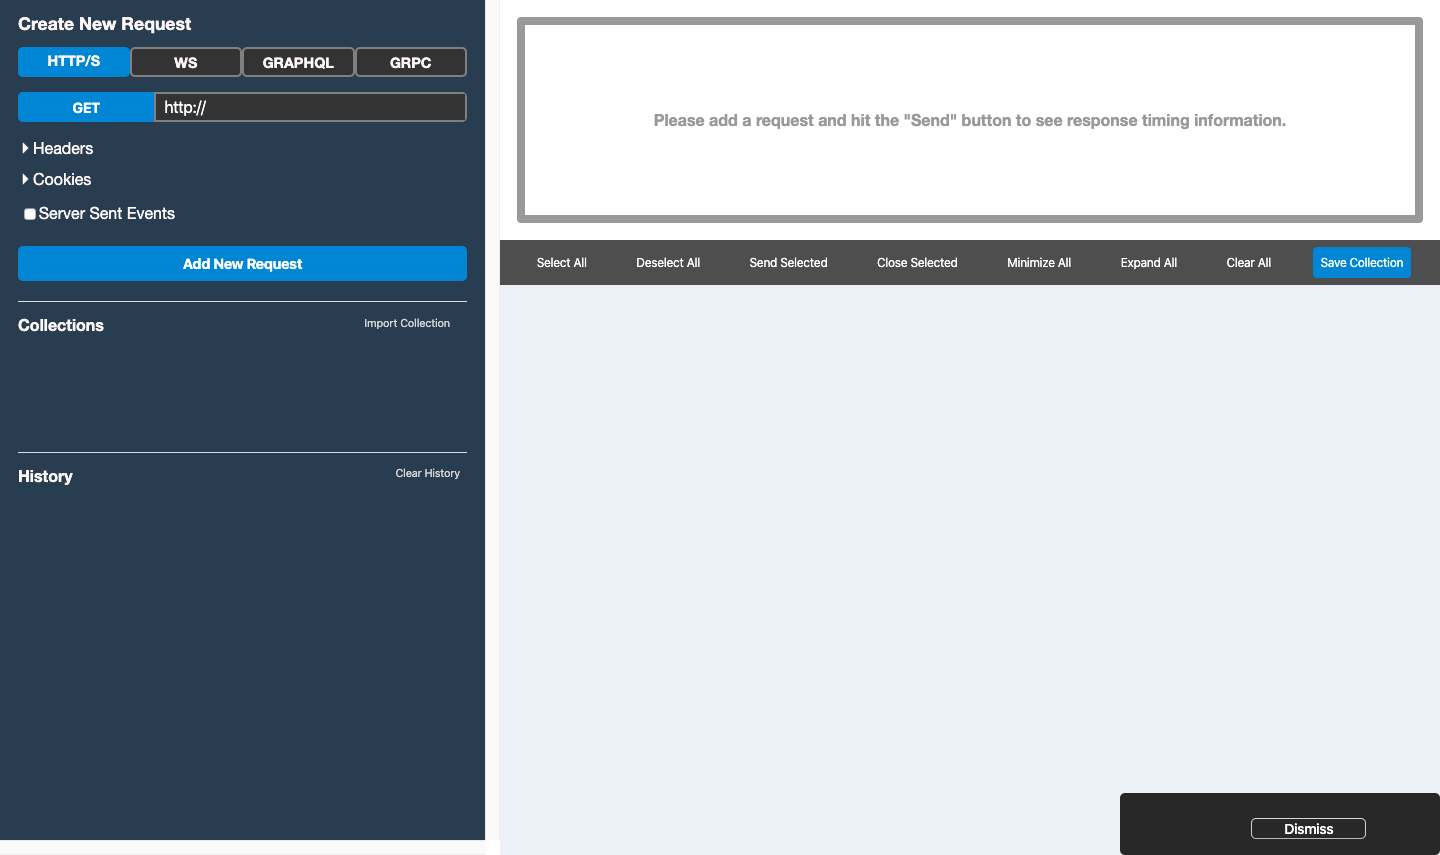 Create New Request
HTTP/S WS GRAPHQL GRPC
GET http://
Headers
Cookies
Server Sent Events
Add New Request
Collections Import Collection
History Clear History
Please add a request and hit the "Send" button to see response timing information.
Select All Deselect All Send Selected Close Selected Minimize All Expand All Clear All Save Collection
Dismiss